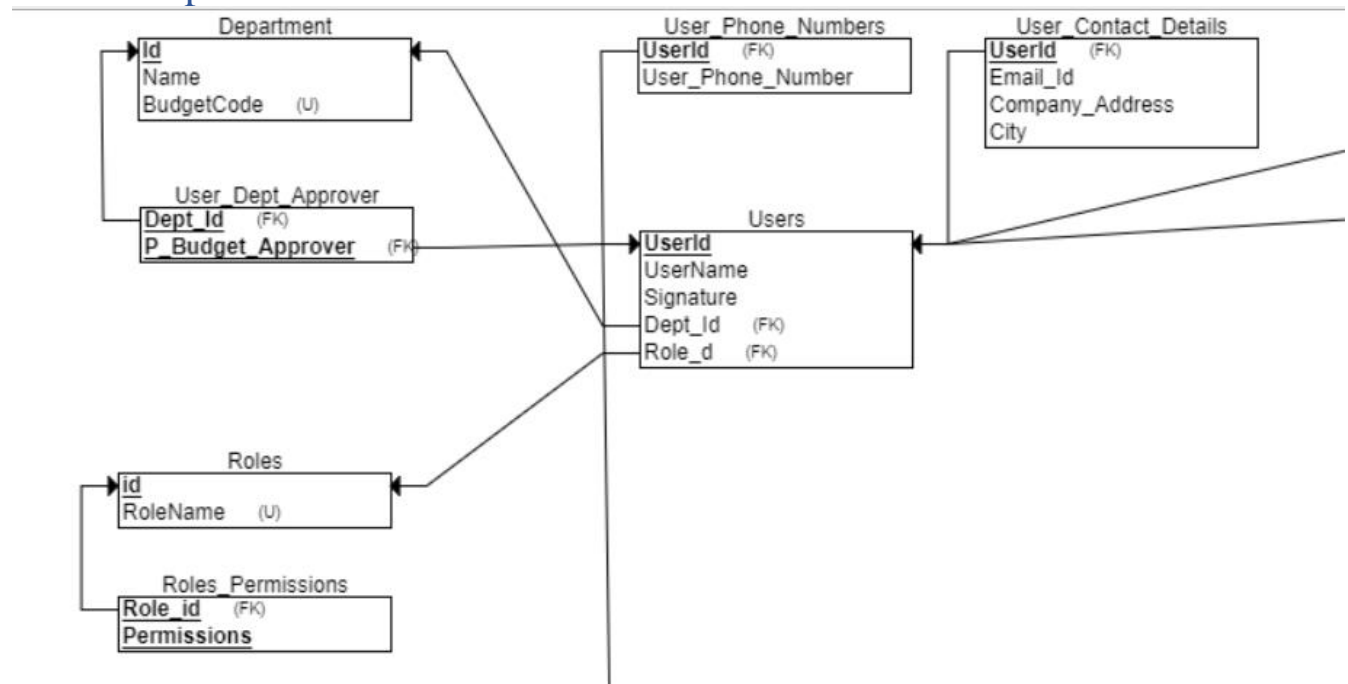 Department
Id
Name
BudgetCode (U)
User_Phone_Numbers
UserId (FK)
User_Phone_Number
User_Contact_Details
UserId (FK)
Email_Id
Company_Address
City
User_Dept_Approver
Dept_Id (FK)
P_Budget_Approver (FK)
Users
UserId
UserName
Signature
Dept_Id (FK)
Role_d (FK)
Roles
id
RoleName (U)
Roles_Permissions
Role_id (FK)
Permissions